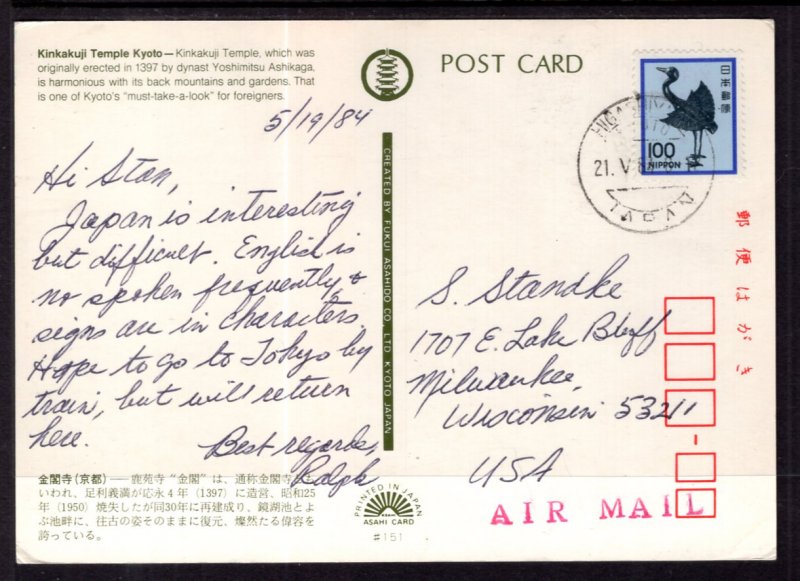 Kinkakuji Temple Kyoto — Kinkakuji Temple, which was
originally erected in 1397 by dynast Yoshimitsu Ashikaga,
is harmonious with its back mountains and gardens. That
is one of Kyoto's "must-take-a-look" for foreigners.
POST CARD
日本郵便
100
NIPPON
21. V
JAPAN
5/19/84
Hi Stan,
Japan is interesting
but difficult. English is
no spoken frequently &
signs are in characters.
Hope to go to Tokyo by
train, but will return
here.
Best regards,
Ralph
CREATED BY FUKUI ASAHIDO CO., LTD. KYOTO JAPAN
郵便はがき
S. Standke
1707 E. Lake Bluff
Milwaukee,
Wisconsin 53211
USA
AIR MAIL
金閣寺(京都)——鹿苑寺“金閣”は、通称金閣寺と
いわれ、足利義満が応永4年(1397)に造営、昭和25
年(1950)焼失したが同30年に再建成り、鏡湖池とよ
ぶ池畔に、往古の姿そのままに復元、燦然たる偉容を
誇っている。
PRINTED IN JAPAN
ASAHI
ASAHI CARD
#151